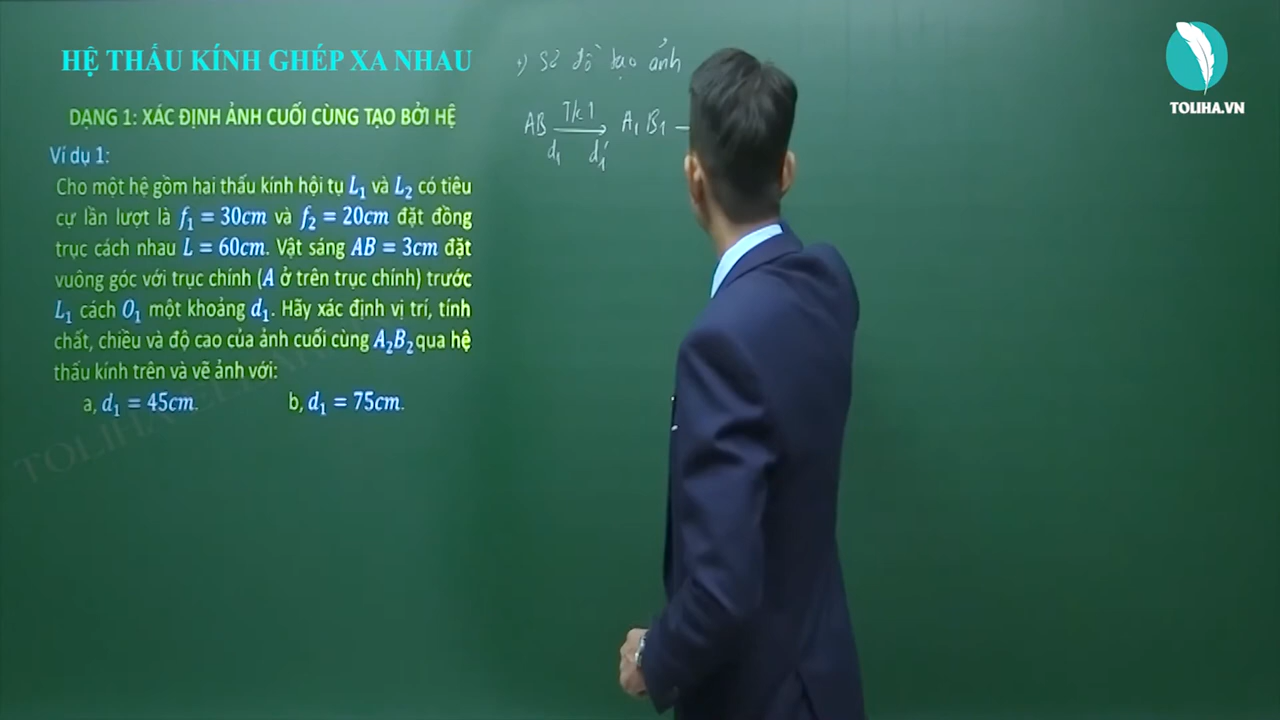 HỆ THẤU KÍNH GHÉP XA NHAU
DẠNG 1: XÁC ĐỊNH ẢNH CUỐI CÙNG TẠO BỞI HỆ
Ví dụ 1:
Cho một hệ gồm hai thấu kính hội tụ L₁ và L₂ có tiêu
cự lần lượt là f₁ = 30cm và f₂ = 20cm đặt đồng
trục cách nhau L = 60cm. Vật sáng AB = 3cm đặt
vuông góc với trục chính (A ở trên trục chính) trước
L₁ cách O₁ một khoảng d₁. Hãy xác định vị trí, tính
chất, chiều và độ cao của ảnh cuối cùng A₂B₂ qua hệ
thấu kính trên và vẽ ảnh với:
a, d₁ = 45cm. b, d₁ = 75cm.
+) Sơ đồ tạo ảnh
TK1
AB → A₁B₁ –
d₁ d₁'
TOLIHA.VN